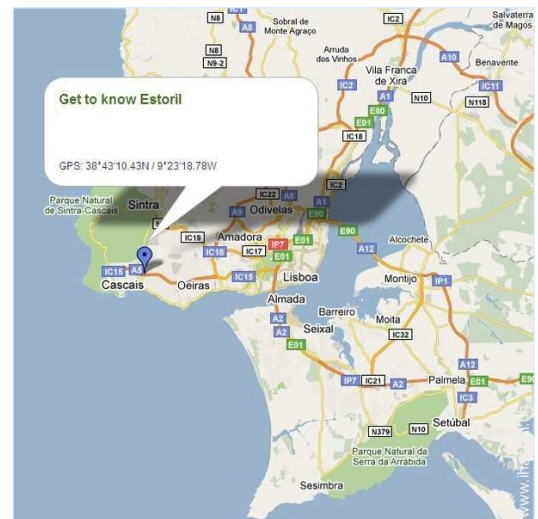 IC1
A8
Sobral de
Monte Agraço
IC2
Salvaterra
de Magos
N8
N9-2
Arruda
dos Vinhos
A10
Benavente
Vila Franca
de Xira
IC2
IC11
A1
N10
N118
E80
E01
IC18
Get to know Estoril
GPS: 38°43'10.43N / 9°23'18.78W
Parque Natural
de Sintra-Cascais
Sintra
IC22
A8
A1
IC2
A9
Odivelas
E80
IC19
Amadora
E90
IC16
IC17
IP7
E01
E01
A12
Alcochete
IC15
A5
Cascais
Oeiras
IC15
Lisboa
Montijo
IP1
Almada
Barreiro
A2
Seixal
Moita
A2
E01
IC32
A12
IP7
IC21
A2
Palmela
E01
E90
IC3
N379
N10
Setúbal
Parque Natural da
Serra da Arrábida
Sesimbra